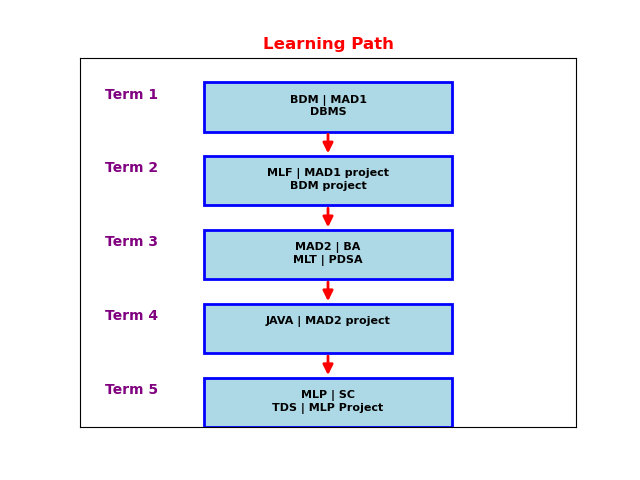 Learning Path
Term 1
BDM | MAD1
DBMS
Term 2
MLF | MAD1 project
BDM project
Term 3
MAD2 | BA
MLT | PDSA
Term 4
JAVA | MAD2 project
Term 5
MLP | SC
TDS | MLP Project